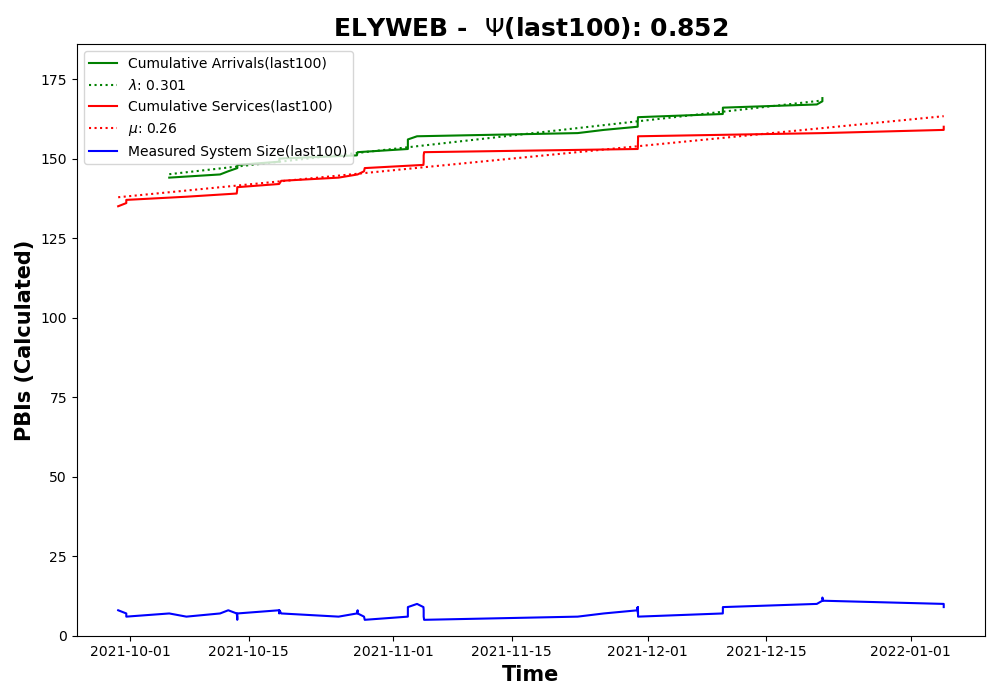 ELYWEB - Ψ(last100): 0.852
Cumulative Arrivals(last100)
λ: 0.301
Cumulative Services(last100)
μ: 0.26
Measured System Size(last100)
PBIs (Calculated)
175
150
125
100
75
50
25
0
2021-10-01 2021-10-15 2021-11-01 2021-11-15 2021-12-01 2021-12-15 2022-01-01
Time